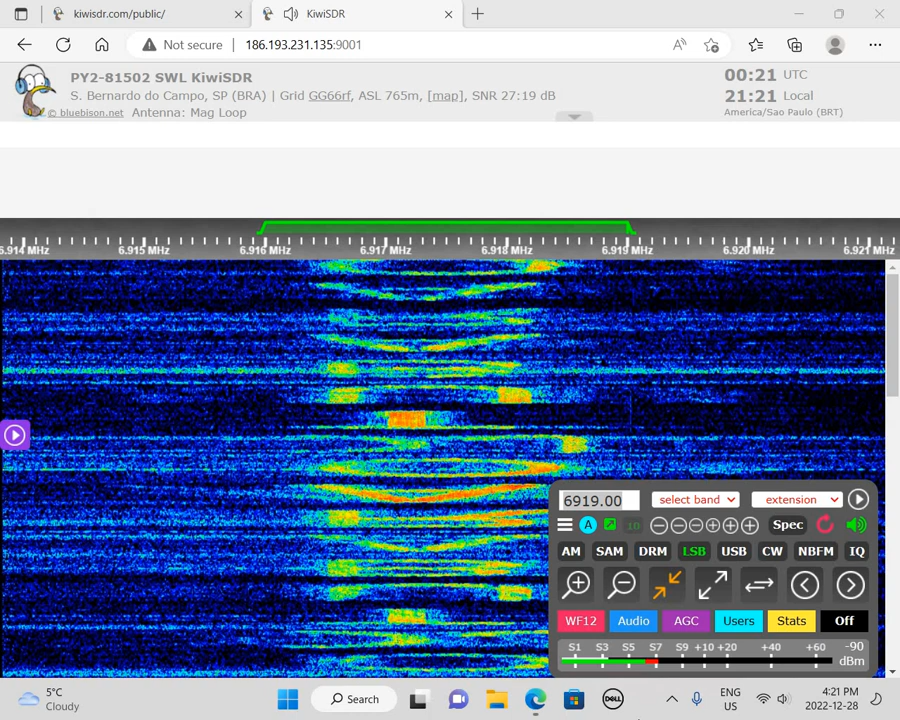 kiwisdr.com/public/
KiwiSDR
Not secure
186.193.231.135:9001
PY2-81502 SWL KiwiSDR
S. Bernardo do Campo, SP (BRA) | Grid GG66rf, ASL 765m, [map], SNR 27:19 dB
© bluebison.net
Antenna: Mag Loop
00:21 UTC
21:21 Local
America/Sao Paulo (BRT)
6.914 MHz 6.915 MHz 6.916 MHz 6.917 MHz 6.918 MHz 6.919 MHz 6.920 MHz 6.921 MHz
6919.00 select band extension
A 10 Spec
AM SAM DRM LSB USB CW NBFM IQ
WF12 Audio AGC Users Stats Off
S1 S3 S5 S7 S9 +10 +20 +40 +60 -90
dBm
5°C
Cloudy
Search
DELL
ENG
US
4:21 PM
2022-12-28